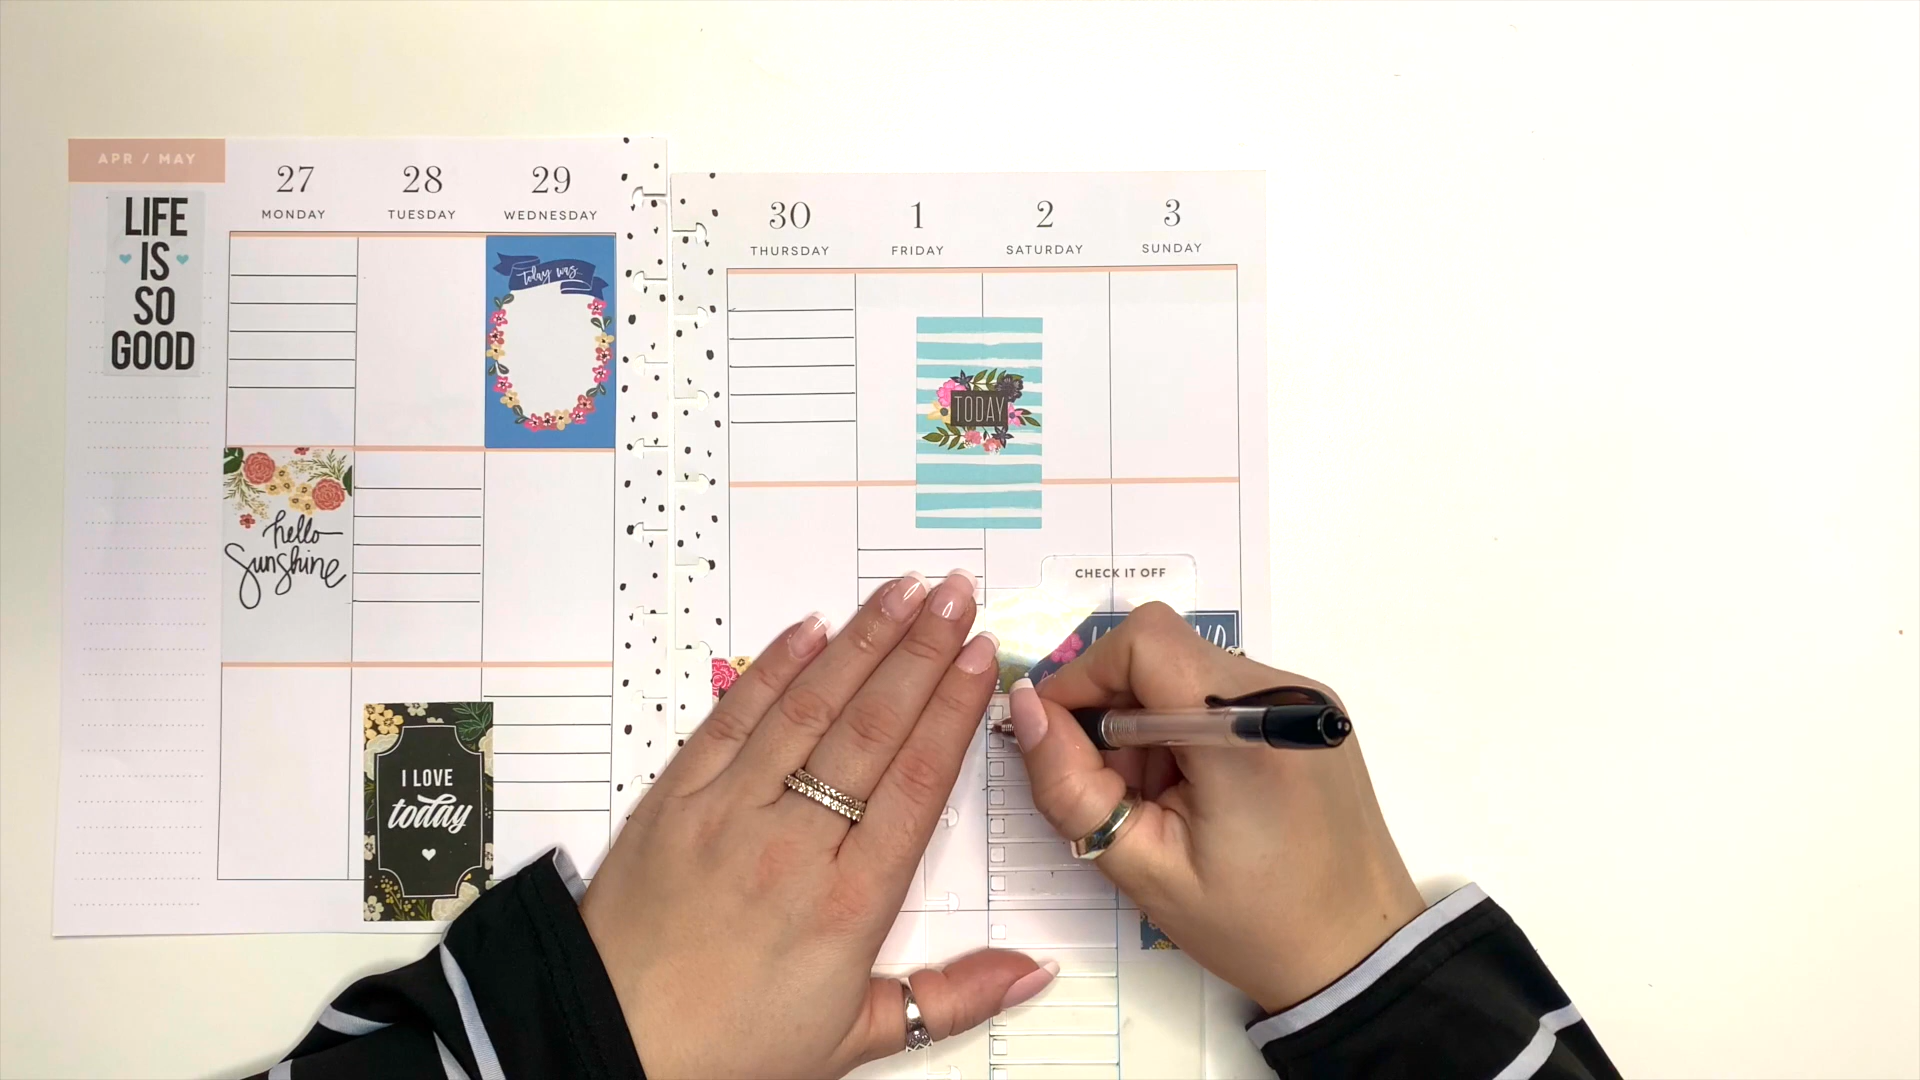 APR / MAY
LIFE
IS
SO
GOOD
27
MONDAY
28
TUESDAY
29
WEDNESDAY
today was...
hello
Sunshine
I LOVE
today
30
THURSDAY
1
FRIDAY
2
SATURDAY
3
SUNDAY
TODAY
CHECK IT OFF